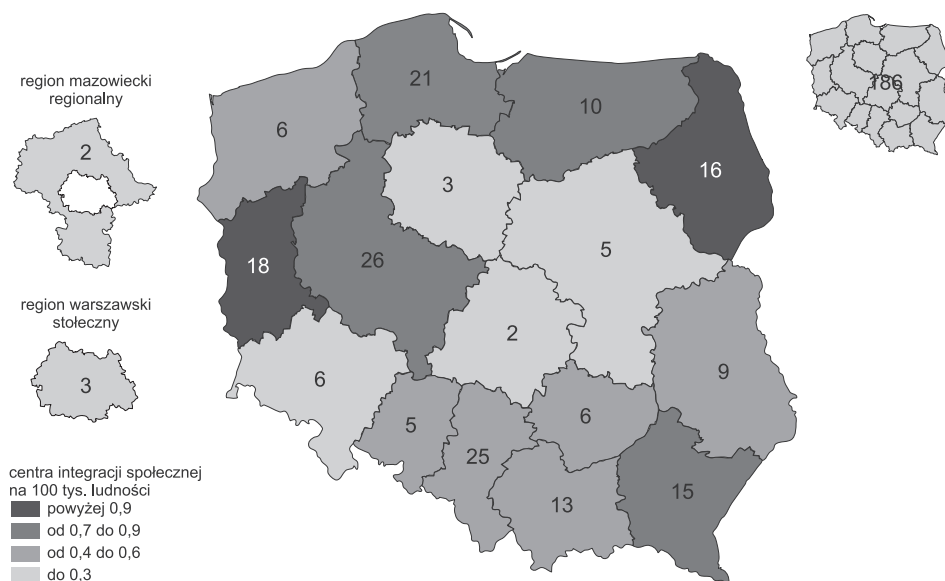 region mazowiecki
regionalny
2
region warszawski
stołeczny
3
21
6
10
16
3
5
18
26
2
6
9
5
6
25
13
15
186
centra integracji społecznej
na 100 tys. ludności
powyżej 0,9
od 0,7 do 0,9
od 0,4 do 0,6
do 0,3